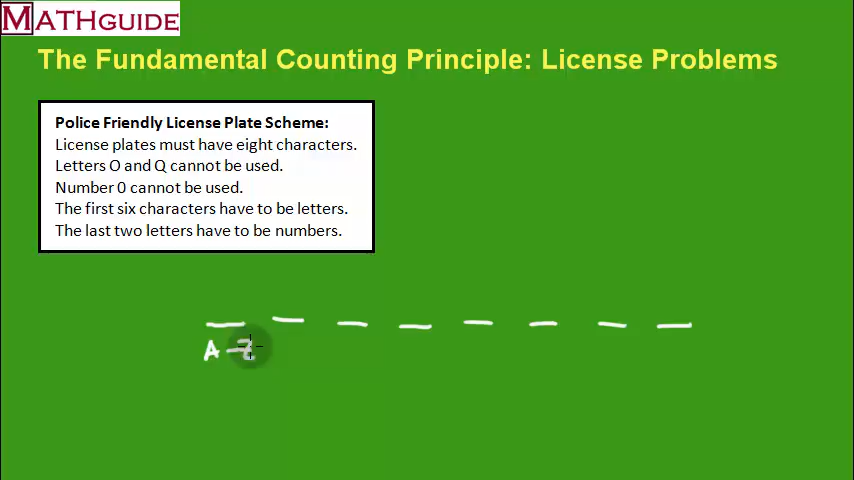 MATHGUIDE
The Fundamental Counting Principle: License Problems
Police Friendly License Plate Scheme:
License plates must have eight characters.
Letters O and Q cannot be used.
Number 0 cannot be used.
The first six characters have to be letters.
The last two letters have to be numbers.
A - Z